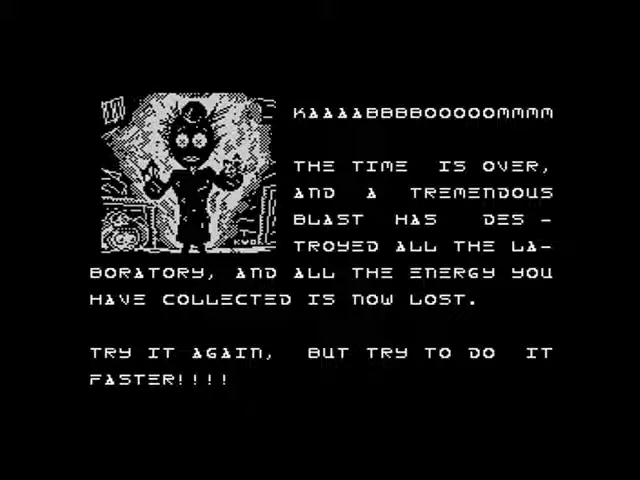 KAAAABBBBOOOOOMMMM
THE TIME IS OVER,
AND A TREMENDOUS
BLAST HAS DES -
TROYED ALL THE LA-
BORATORY, AND ALL THE ENERGY YOU
HAVE COLLECTED IS NOW LOST.
TRY IT AGAIN, BUT TRY TO DO IT
FASTER!!!!